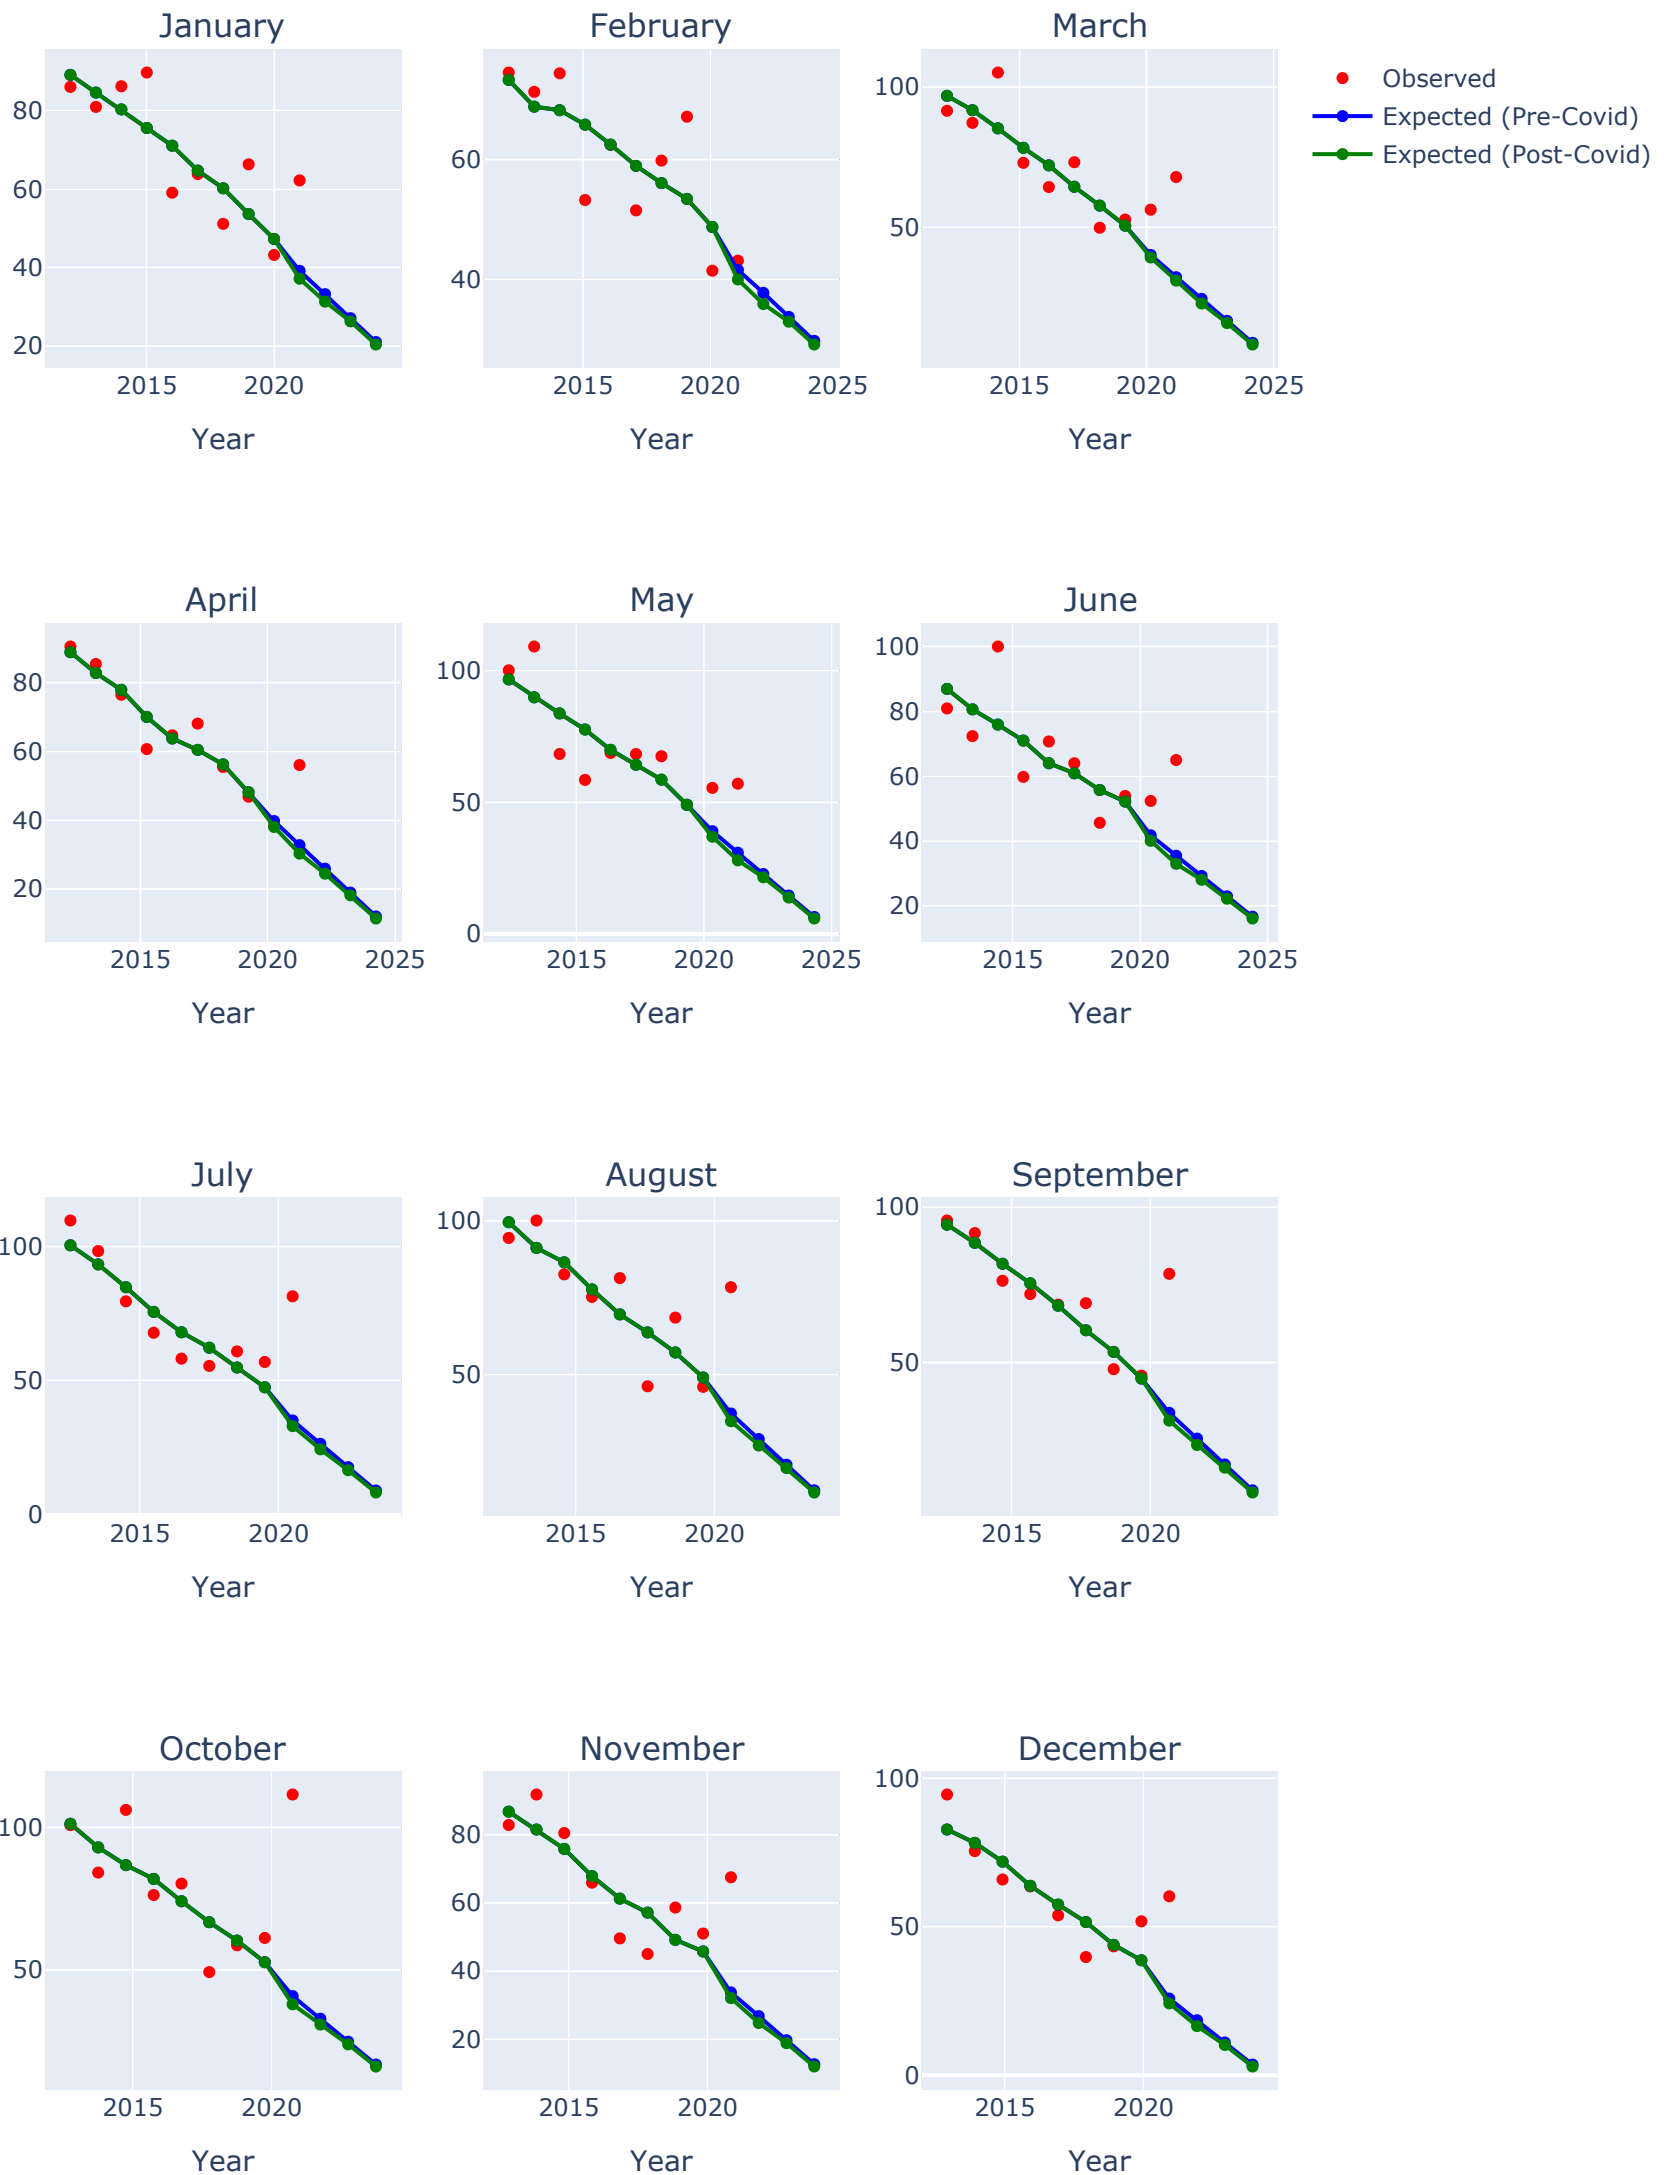 January
February
March
Observed
Expected (Pre-Covid)
Expected (Post-Covid)
80
60
40
20
2015
2020
Year
60
40
2015
2020
2025
Year
100
50
2015
2020
2025
Year
April
May
June
80
60
40
20
2015
2020
2025
Year
100
50
0
2015
2020
2025
Year
100
80
60
40
20
2015
2020
2025
Year
July
August
September
100
50
0
2015
2020
Year
100
50
2015
2020
Year
100
50
2015
2020
Year
October
November
December
100
50
2015
2020
Year
80
60
40
20
2015
2020
Year
100
50
0
2015
2020
Year